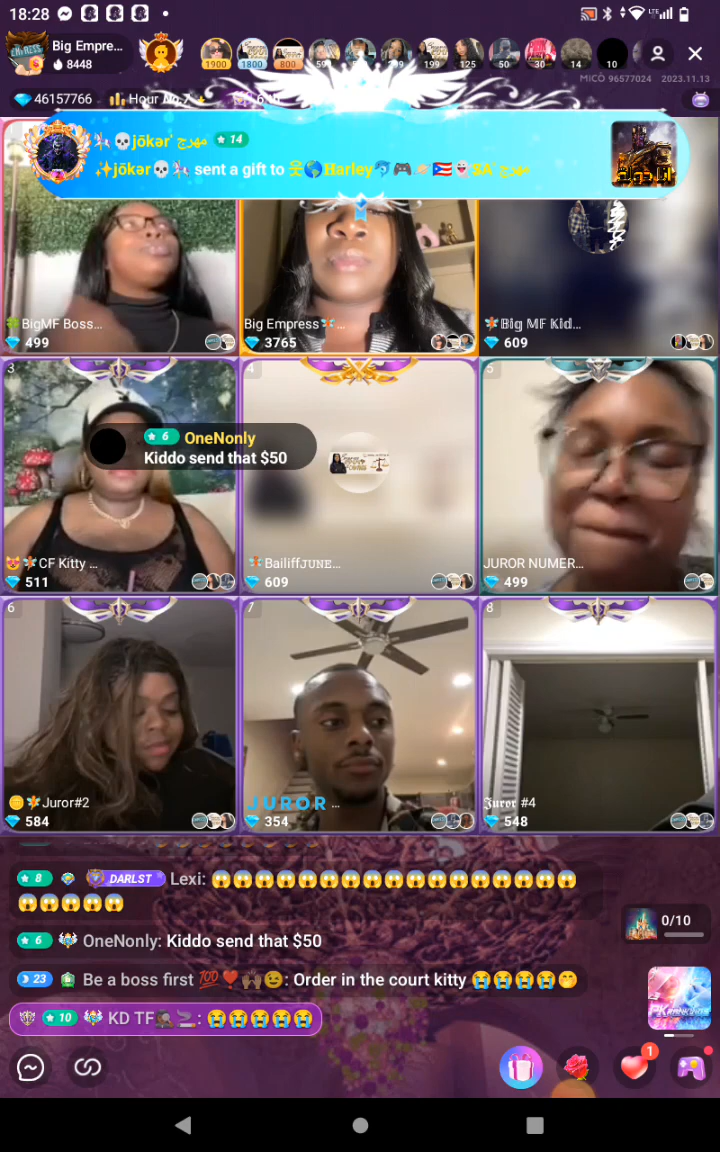 18:28
LTE
Big Empre...
8448
1900
1800
800
199
125
50
30
14
10
MICO 96577024 2023.11.13
46157766
Hour No.7
jōkər' مهرج 14
✨jōkər💀🎠 sent a gift to 웃🌎Harley🐬🎮🪐🇵🇷👻$A' مهرج
🍀BigMF Boss...
499
Big Empress...
3765
Big MF Kid...
609
3
4
5
6 OneNonly
Kiddo send that $50
CF Kitty ...
511
BailiffJUNE...
609
JUROR NUMER...
499
6
7
8
Juror#2
584
JUROR ...
354
Juror #4
548
8 DARLST Lexi: 😱😱😱😱😱😱😱😱😱😱😱😱😱😱😱😱😱
😱😱😱😱😱
0/10
6 OneNonly: Kiddo send that $50
23 Be a boss first 💯❤️🙌🏾😉: Order in the court kitty 😭😭😭😭🤭
10 KD TF: 😭😭😭😭😭
1